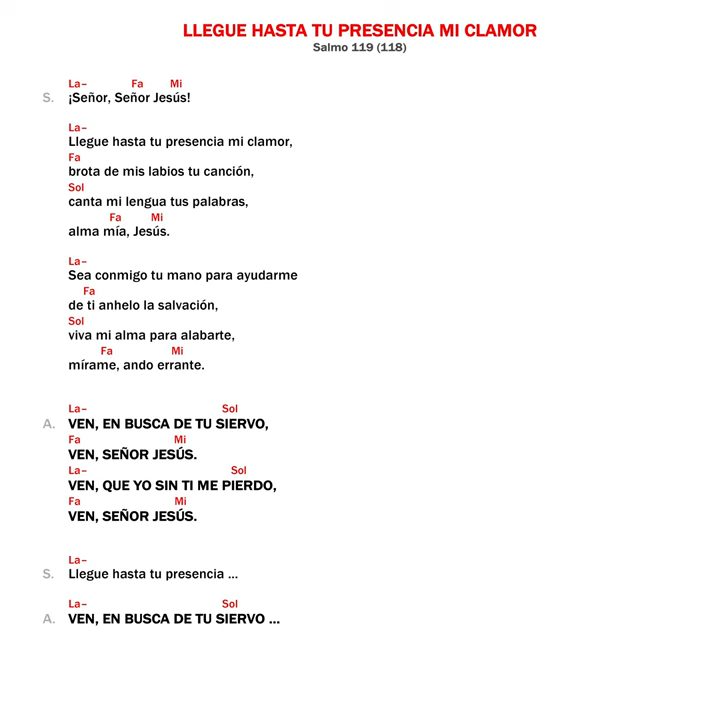 LLEGUE HASTA TU PRESENCIA MI CLAMOR
Salmo 119 (118)
La– Fa Mi
S. ¡Señor, Señor Jesús!
La–
Llegue hasta tu presencia mi clamor,
Fa
brota de mis labios tu canción,
Sol
canta mi lengua tus palabras,
Fa Mi
alma mía, Jesús.
La–
Sea conmigo tu mano para ayudarme
Fa
de ti anhelo la salvación,
Sol
viva mi alma para alabarte,
Fa Mi
mírame, ando errante.
La– Sol
A. VEN, EN BUSCA DE TU SIERVO,
Fa Mi
VEN, SEÑOR JESÚS.
La– Sol
VEN, QUE YO SIN TI ME PIERDO,
Fa Mi
VEN, SEÑOR JESÚS.
La–
S. Llegue hasta tu presencia ...
La– Sol
A. VEN, EN BUSCA DE TU SIERVO ...